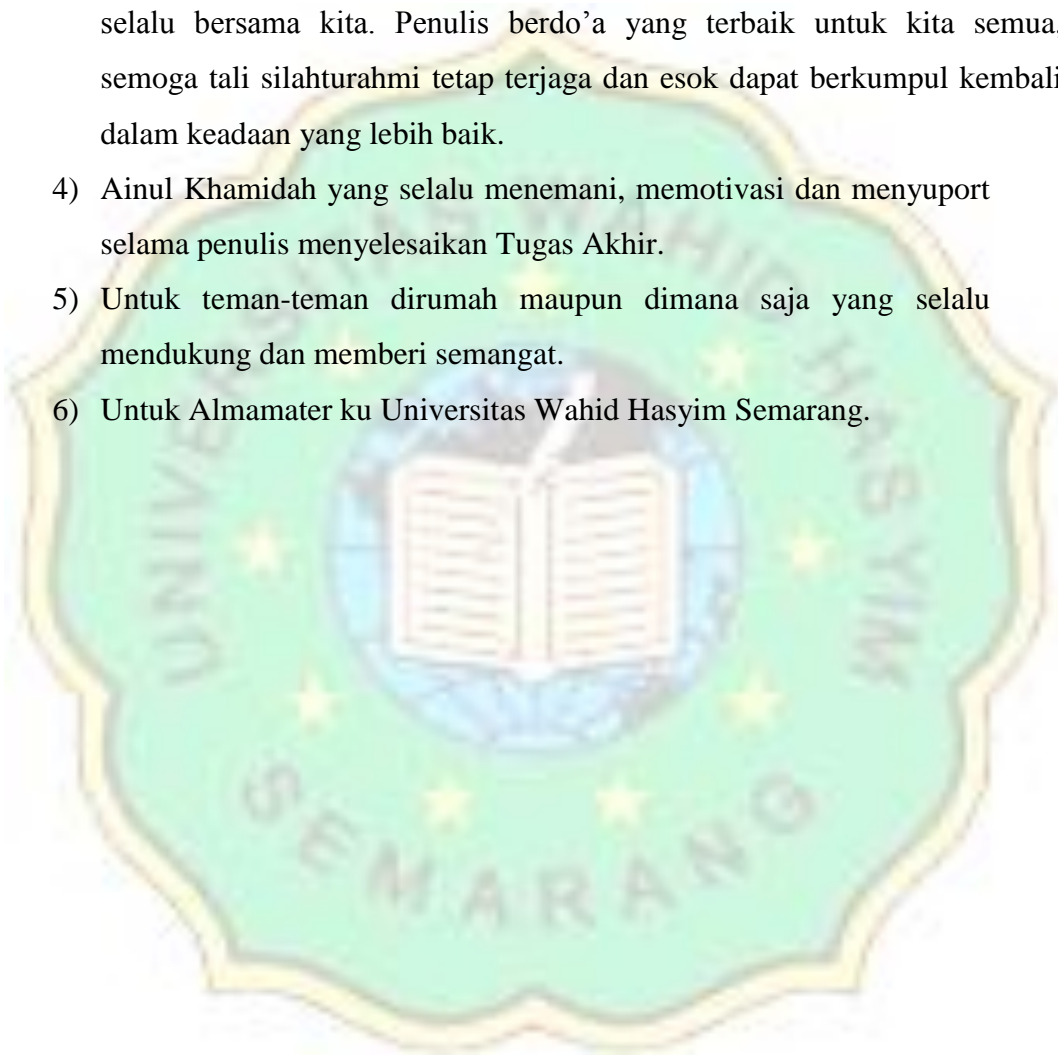 selalu bersama kita. Penulis berdo’a yang terbaik untuk kita semua,
semoga tali silahturahmi tetap terjaga dan esok dapat berkumpul kembali
dalam keadaan yang lebih baik.
4) Ainul Khamidah yang selalu menemani, memotivasi dan menyuport
selama penulis menyelesaikan Tugas Akhir.
5) Untuk teman-teman dirumah maupun dimana saja yang selalu
mendukung dan memberi semangat.
6) Untuk Almamater ku Universitas Wahid Hasyim Semarang.
UNIVERSITAS WAHID HASYIM
SEMARANG